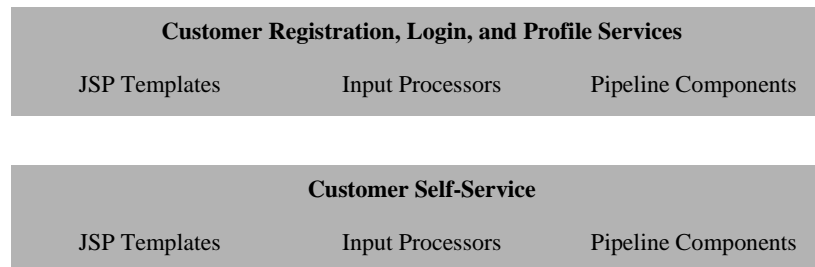 Customer Registration, Login, and Profile Services
JSP Templates Input Processors Pipeline Components
Customer Self-Service
JSP Templates Input Processors Pipeline Components